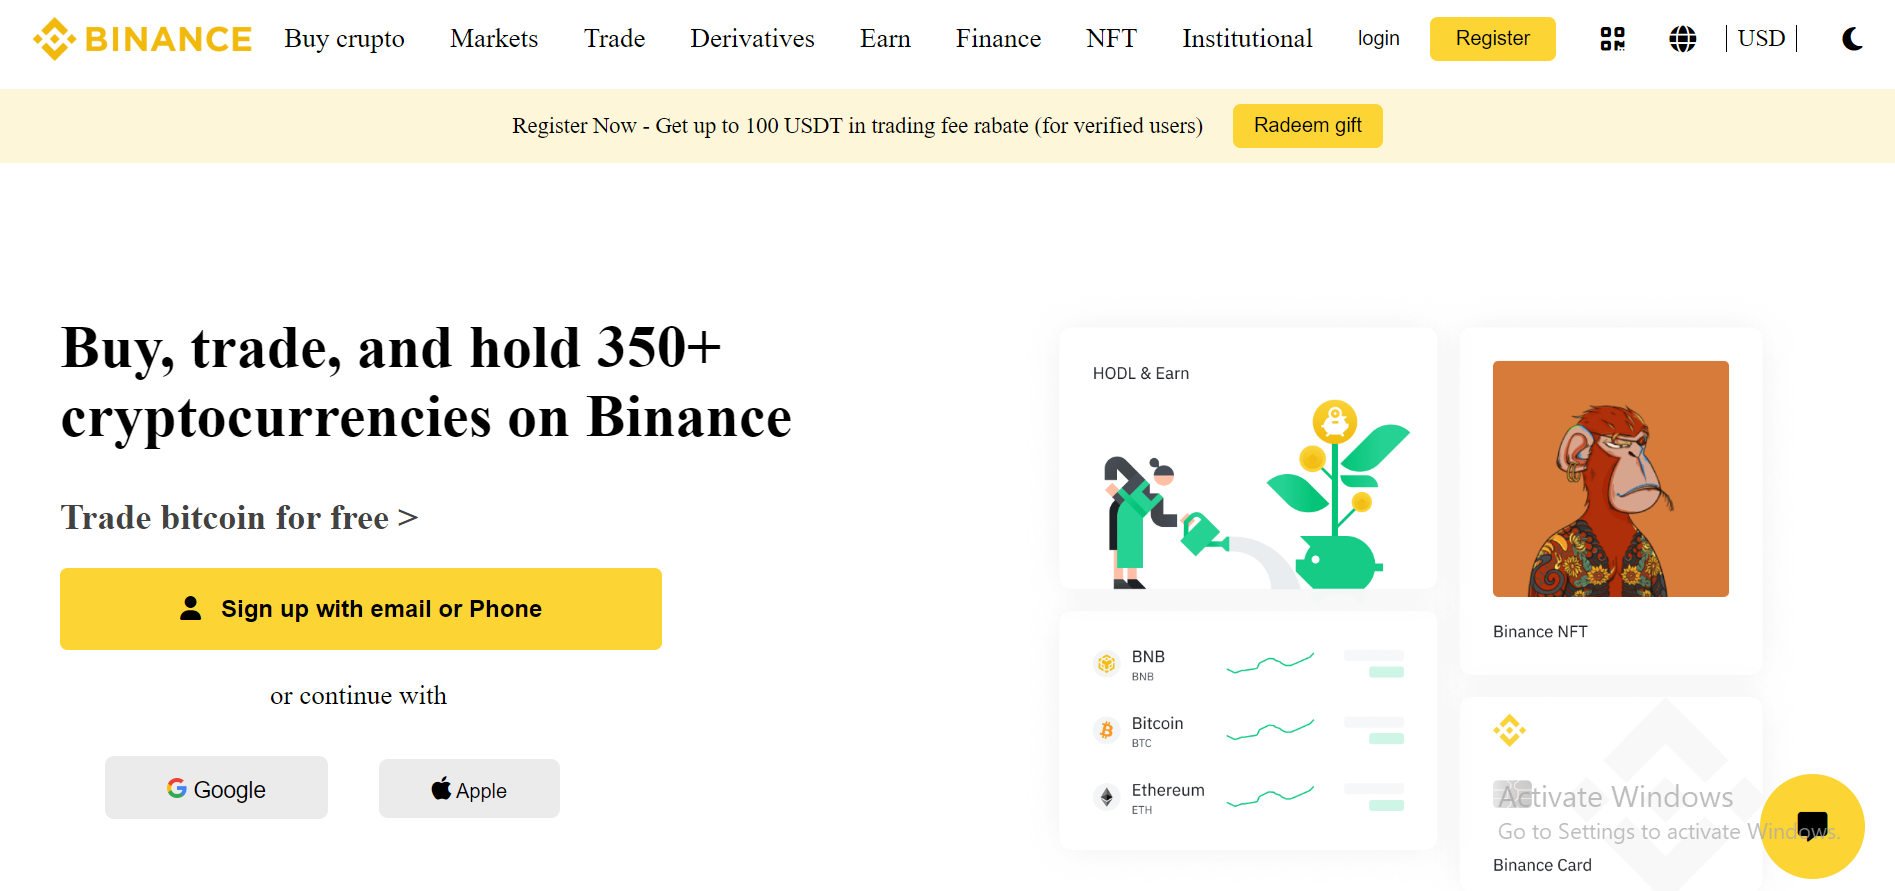 BINANCE Buy crupto Markets Trade Derivatives Earn Finance NFT Institutional login Register USD
Register Now - Get up to 100 USDT in trading fee rabate (for verified users) Radeem gift
Buy, trade, and hold 350+
cryptocurrencies on Binance
Trade bitcoin for free >
Sign up with email or Phone
or continue with
Google Apple
HODL & Earn
BNB
BNB
Bitcoin
BTC
Ethereum
ETH
Binance NFT
Activate Windows
Go to Settings to activate Windows.
Binance Card